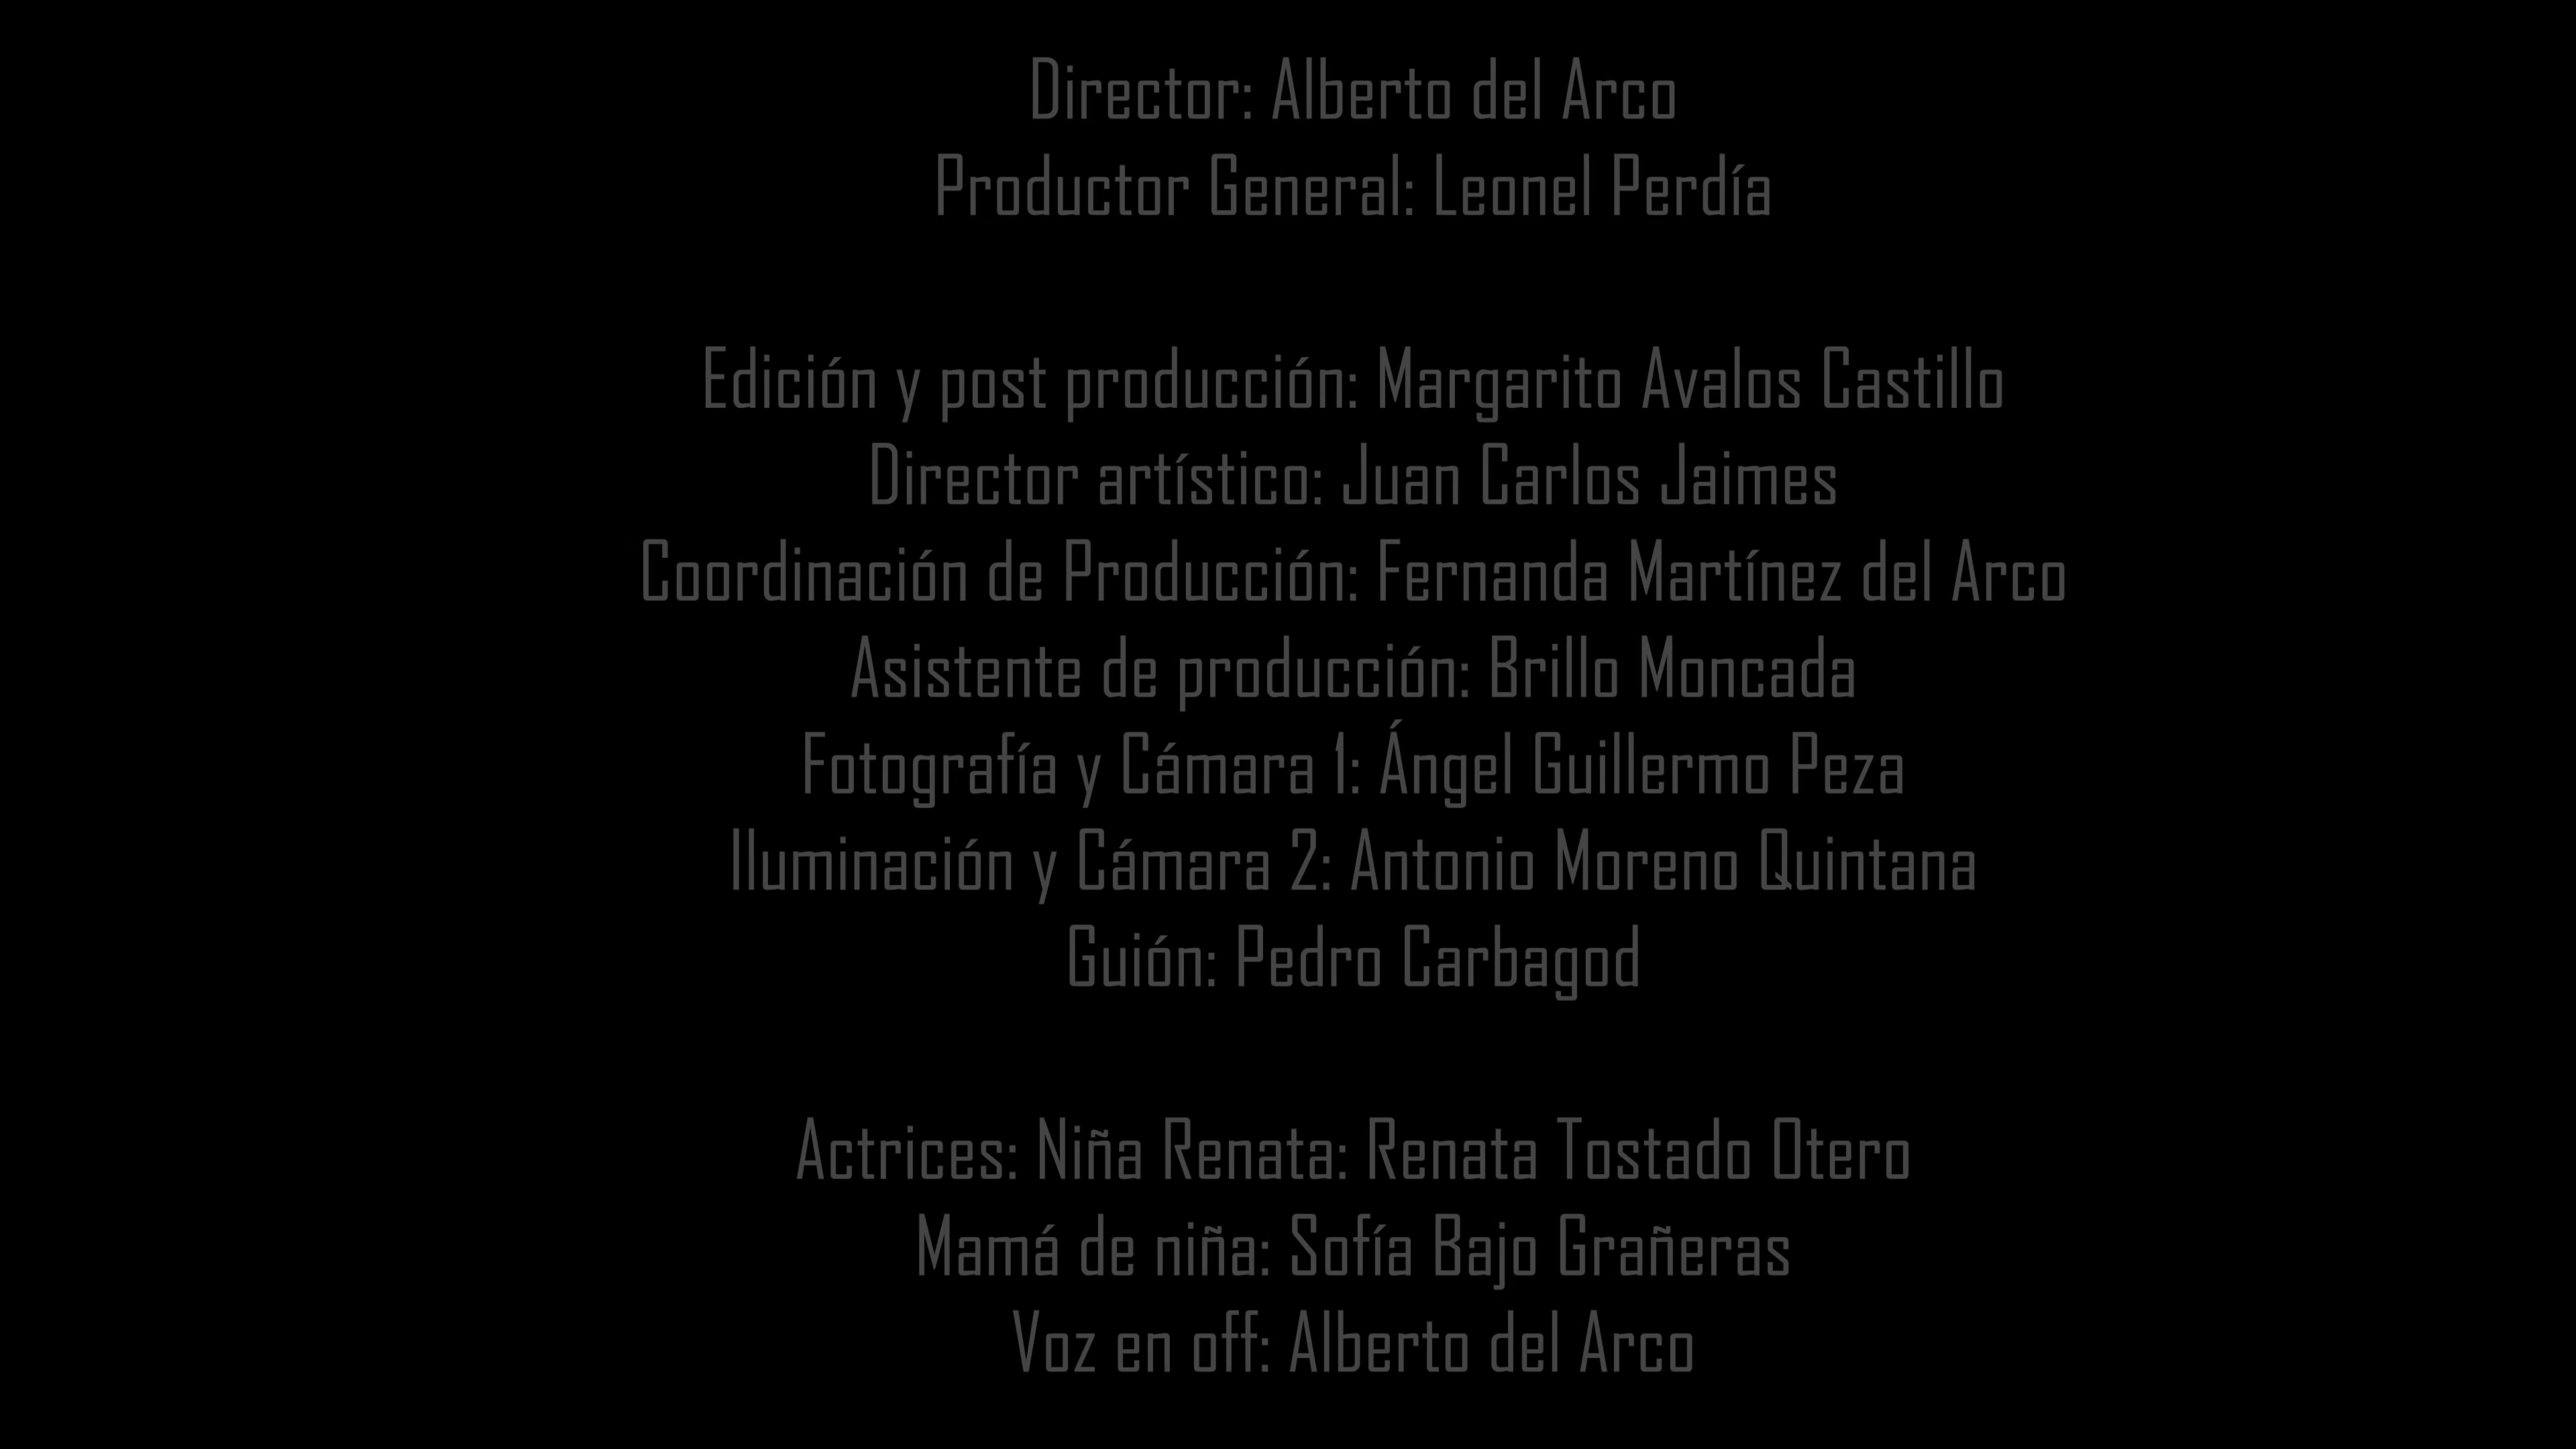 Director: Alberto del Arco
Productor General: Leonel Perdía
Edición y post producción: Margarito Avalos Castillo
Director artístico: Juan Carlos Jaimes
Coordinación de Producción: Fernanda Martínez del Arco
Asistente de producción: Brillo Moncada
Fotografía y Cámara 1: Ángel Guillermo Peza
Iluminación y Cámara 2: Antonio Moreno Quintana
Guión: Pedro Carbagod
Actrices: Niña Renata: Renata Tostado Otero
Mamá de niña: Sofía Bajo Grañeras
Voz en off: Alberto del Arco